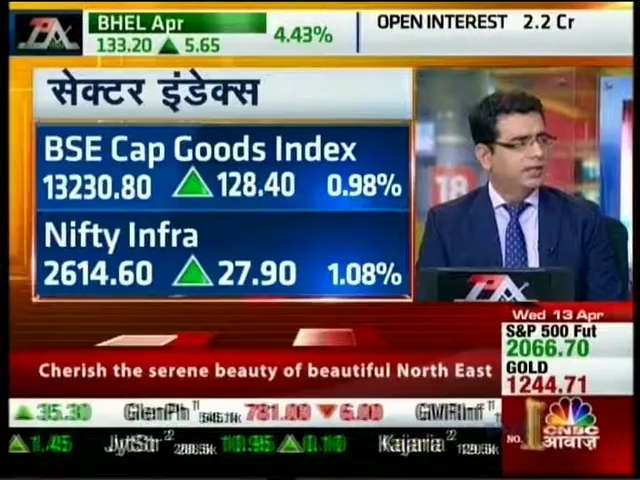 BHEL Apr
133.20 ▲ 5.65
4.43%
OPEN INTEREST 2.2 Cr
सेक्टर इंडेक्स
BSE Cap Goods Index
13230.80 ▲ 128.40 0.98%
Nifty Infra
2614.60 ▲ 27.90 1.08%
18
Wed 13 Apr
S&P 500 Fut
2066.70
GOLD
1244.71
Cherish the serene beauty of beautiful North East
▲ 35.30 GlenPh 781.00 ▼ 6.00
▲ 1.45 10.95 ▲ 0.10 Kajaria
NO. 1 CNBC
आवाज़